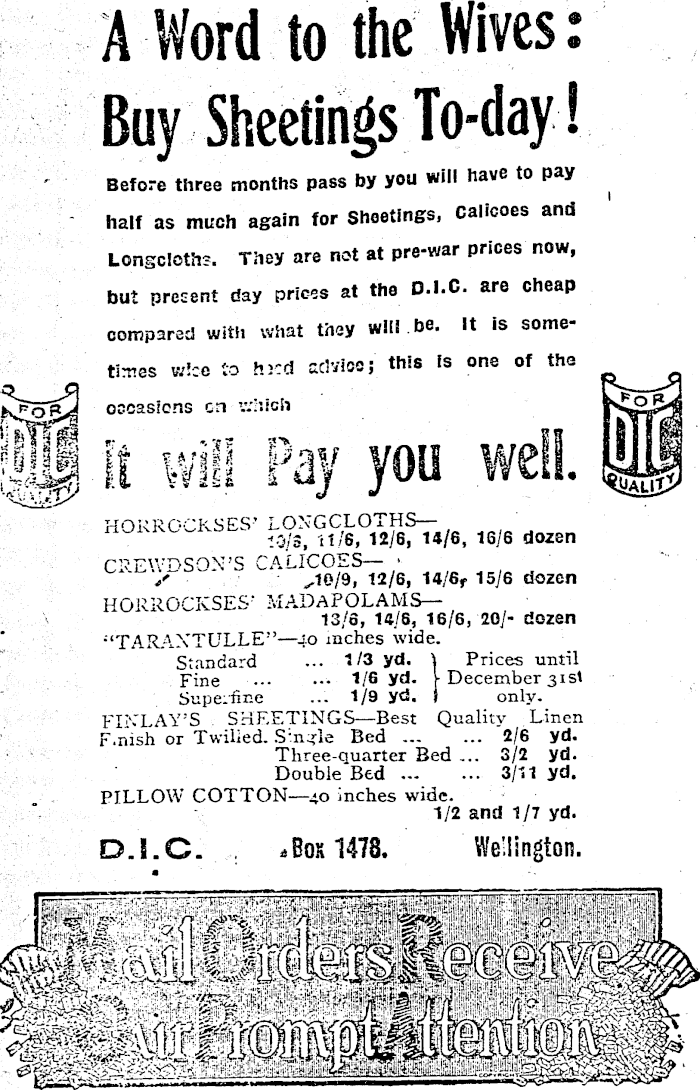 A Word to the Wives:
Buy Sheetings To-day!
Before three months pass by you will have to pay
half as much again for Sheetings, Calicoes and
Longcloths. They are not at pre-war prices now,
but present day prices at the D.I.C. are cheap
compared with what they will be. It is some-
times wise to heed advice; this is one of the
occasions on which
FOR
DIC
QUALITY
It will Pay you well.
FOR
DIC
QUALITY
HORROCKSES' LONGCLOTHS—
11/6, 12/6, 14/6, 16/6 dozen
CREWDSON'S CALICOES—
10/9, 12/6, 14/6, 15/6 dozen
HORROCKSES' MADAPOLAMS—
13/6, 14/6, 16/6, 20/- dozen
"TARANTULLE"—40 inches wide.
Standard ... 1/3 yd. } Prices until
Fine ... ... 1/6 yd. } December 31st
Superfine ... 1/9 yd. } only.
FINLAY'S SHEETINGS—Best Quality Linen
Finish or Twilled. Single Bed ... ... 2/6 yd.
Three-quarter Bed ... 3/2 yd.
Double Bed ... ... 3/11 yd.
PILLOW COTTON—40 inches wide.
1/2 and 1/7 yd.
D.I.C. Box 1478. Wellington.
Mail Orders Receive
Our Prompt Attention